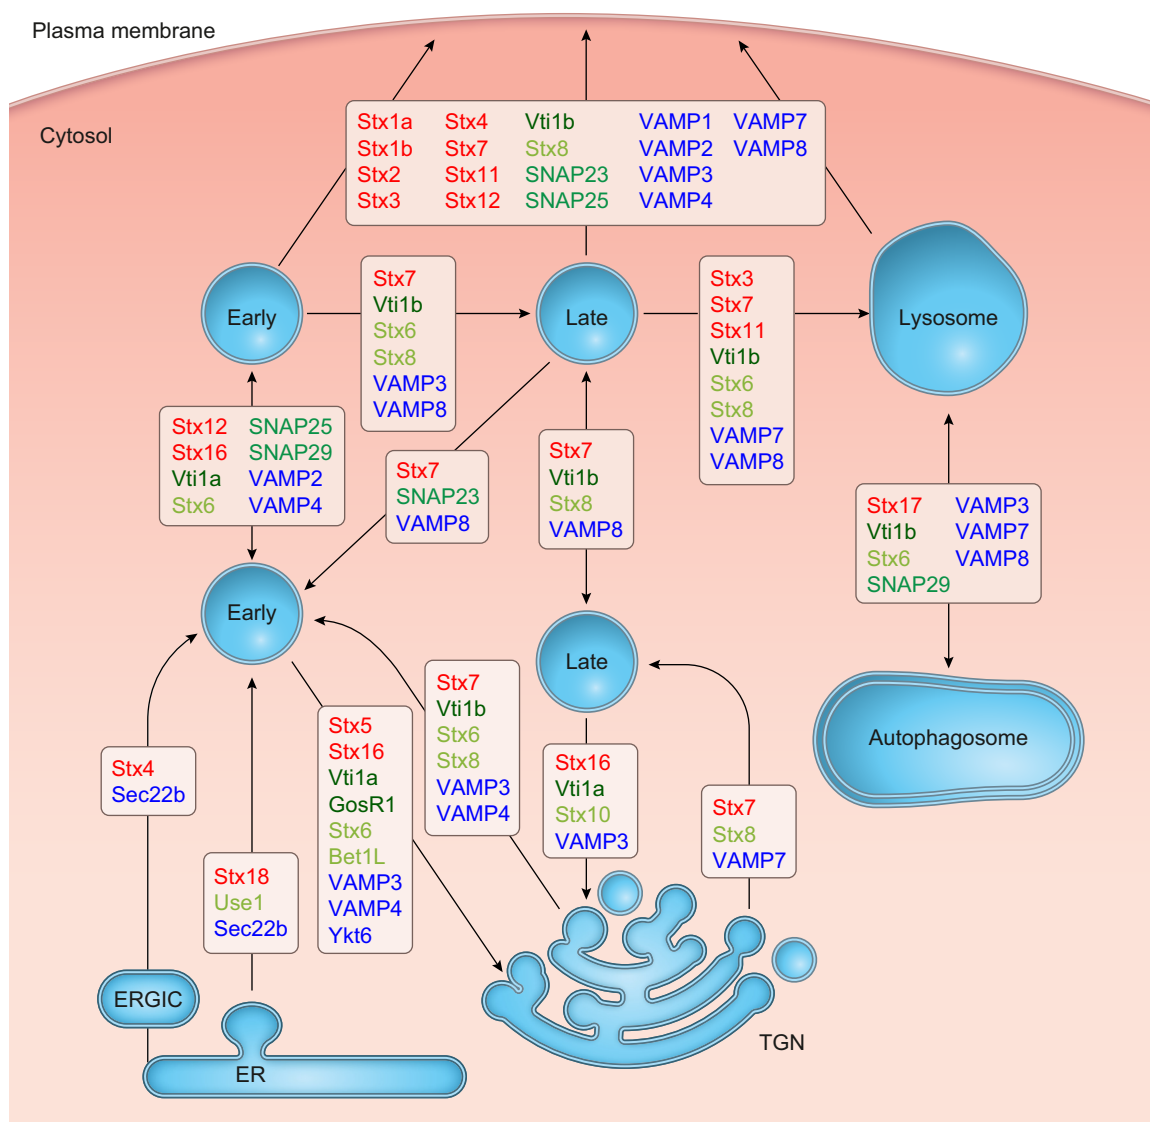 Plasma membrane
Cytosol
Stx1a Stx4 Vti1b VAMP1 VAMP7
Stx1b Stx7 Stx8 VAMP2 VAMP8
Stx2 Stx11 SNAP23 VAMP3
Stx3 Stx12 SNAP25 VAMP4
Early
Stx7
Vti1b
Stx6
Stx8
VAMP3
VAMP8
Late
Stx3
Stx7
Stx11
Vti1b
Stx6
Stx8
VAMP7
VAMP8
Lysosome
Stx12 SNAP25
Stx16 SNAP29
Vti1a VAMP2
Stx6 VAMP4
Stx7
SNAP23
VAMP8
Stx7
Vti1b
Stx8
VAMP8
Stx17 VAMP3
Vti1b VAMP7
Stx6 VAMP8
SNAP29
Early
Late
Autophagosome
Stx4
Sec22b
Stx18
Use1
Sec22b
Stx5
Stx16
Vti1a
GosR1
Stx6
Bet1L
VAMP3
VAMP4
Ykt6
Stx7
Vti1b
Stx6
Stx8
VAMP3
VAMP4
Stx16
Vti1a
Stx10
VAMP3
Stx7
Stx8
VAMP7
ERGIC
ER
TGN